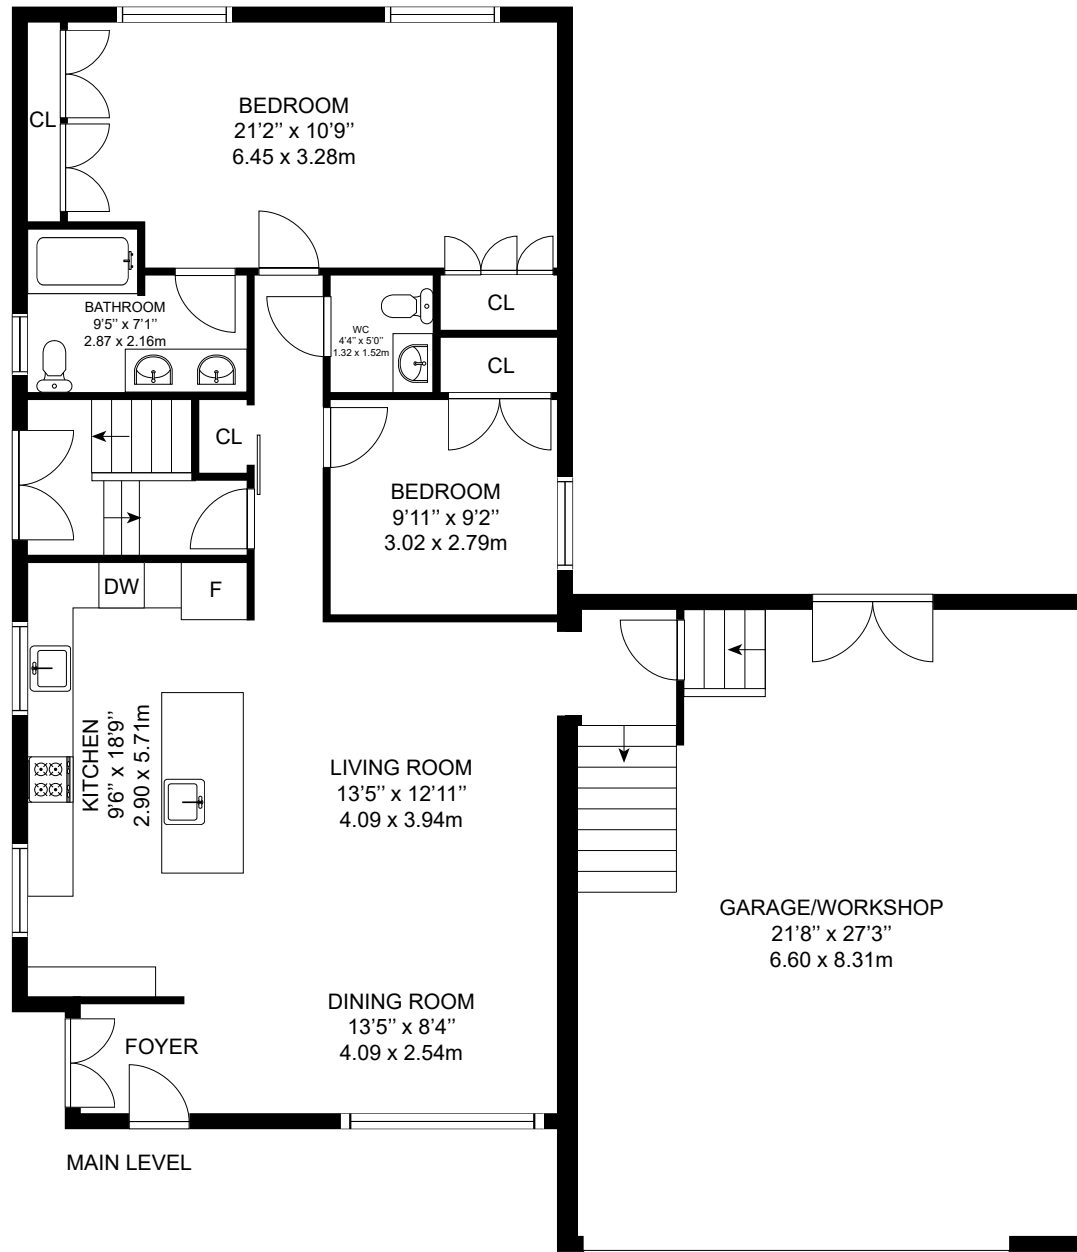 BEDROOM
21'2'' x 10'9''
6.45 x 3.28m
CL
BATHROOM
9'5'' x 7'1''
2.87 x 2.16m
WC
4'4'' x 5'0''
1.32 x 1.52m
CL
CL
CL
BEDROOM
9'11'' x 9'2''
3.02 x 2.79m
DW
F
KITCHEN
9'6'' x 18'9''
2.90 x 5.71m
LIVING ROOM
13'5'' x 12'11''
4.09 x 3.94m
GARAGE/WORKSHOP
21'8'' x 27'3''
6.60 x 8.31m
DINING ROOM
13'5'' x 8'4''
4.09 x 2.54m
FOYER
MAIN LEVEL